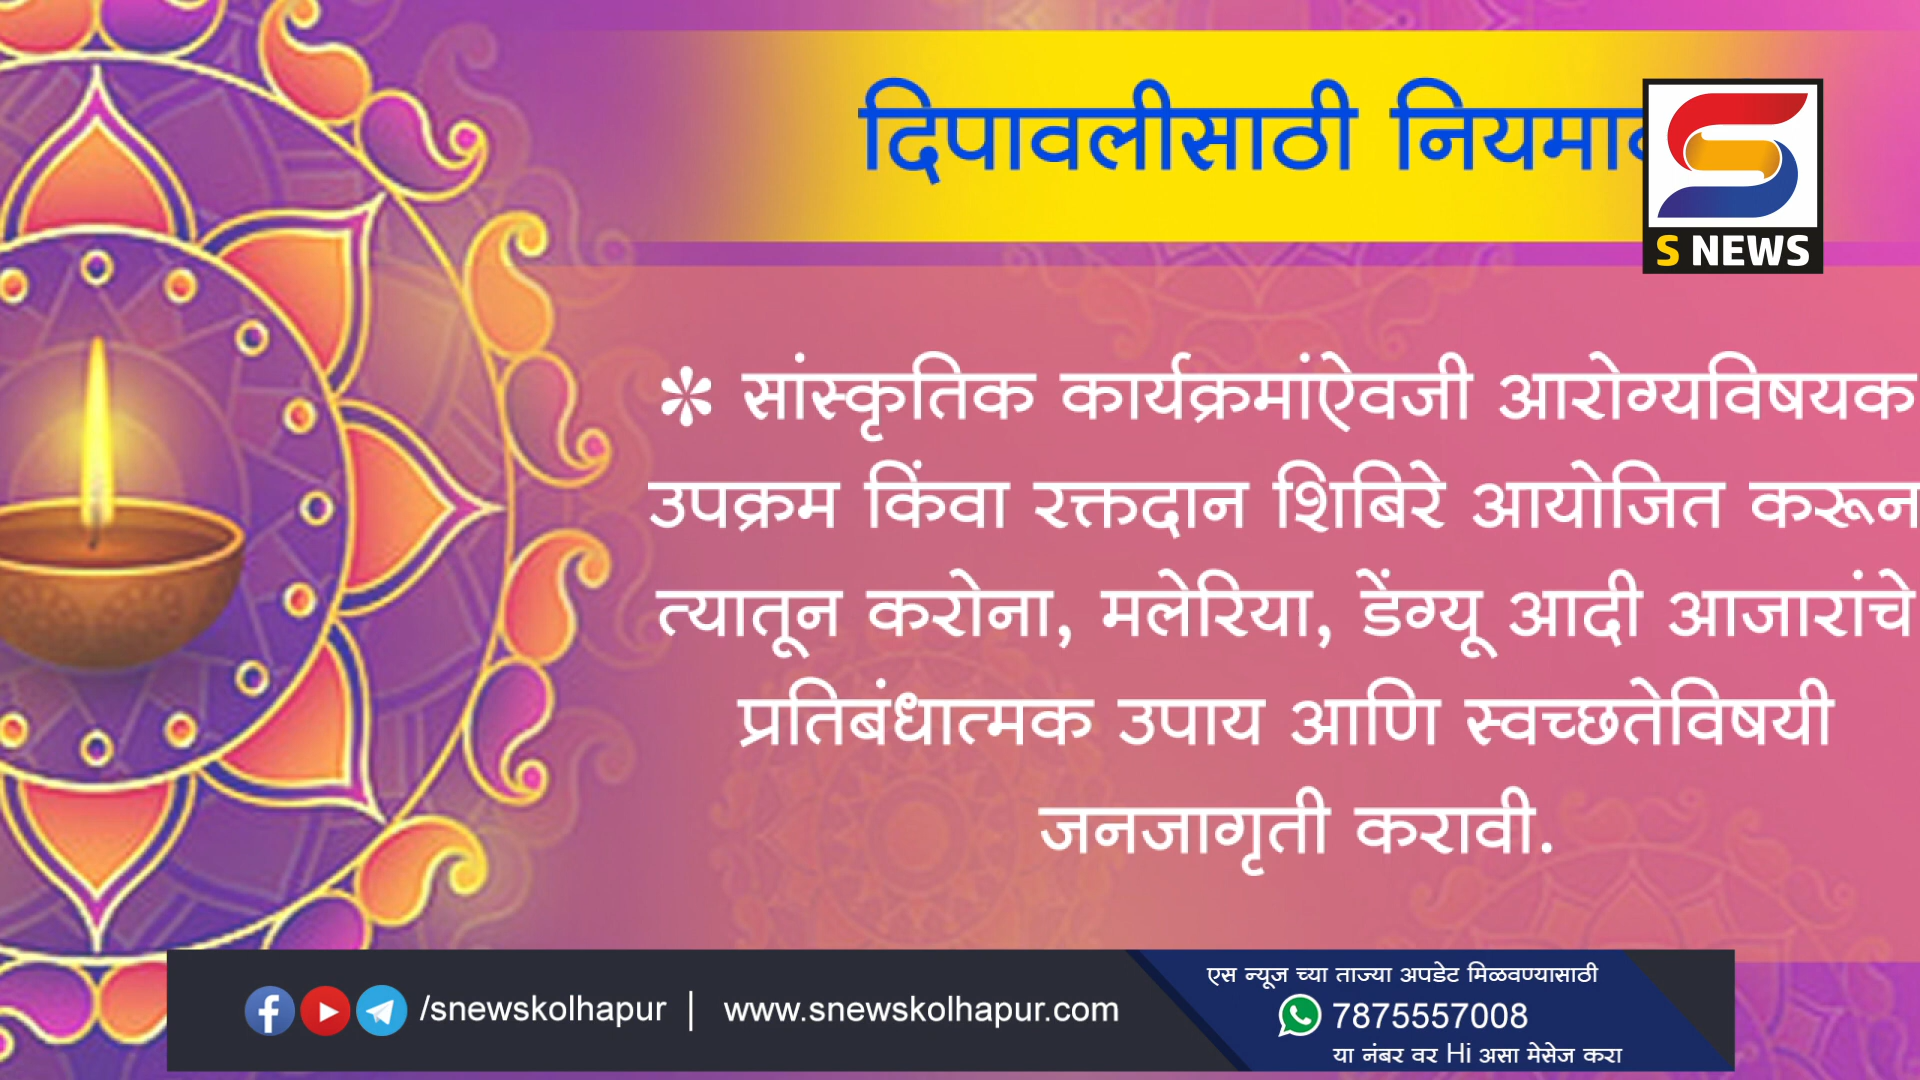 दिपावलीसाठी
S NEWS
* सांस्कृतिक कार्यक्रमांऐवजी आरोग्यविषयक
उपक्रम किंवा रक्तदान शिबिरे आयोजित करून
त्यातून करोना, मलेरिया, डेंग्यू आदी आजारांचे
प्रतिबंधात्मक उपाय आणि स्वच्छतेविषयी
जनजागृती करावी.
/snewskolhapur | www.snewskolhapur.com
एस न्यूज च्या ताज्या अपडेट मिळवण्यासाठी
7875557008
या नंबर वर Hi असा मेसेज करा